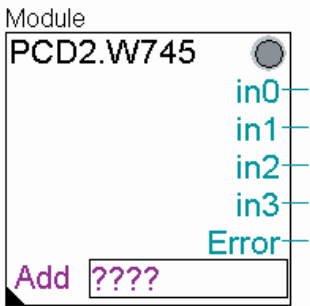 Module
PCD2.W745
in0
in1
in2
in3
Error
Add ????